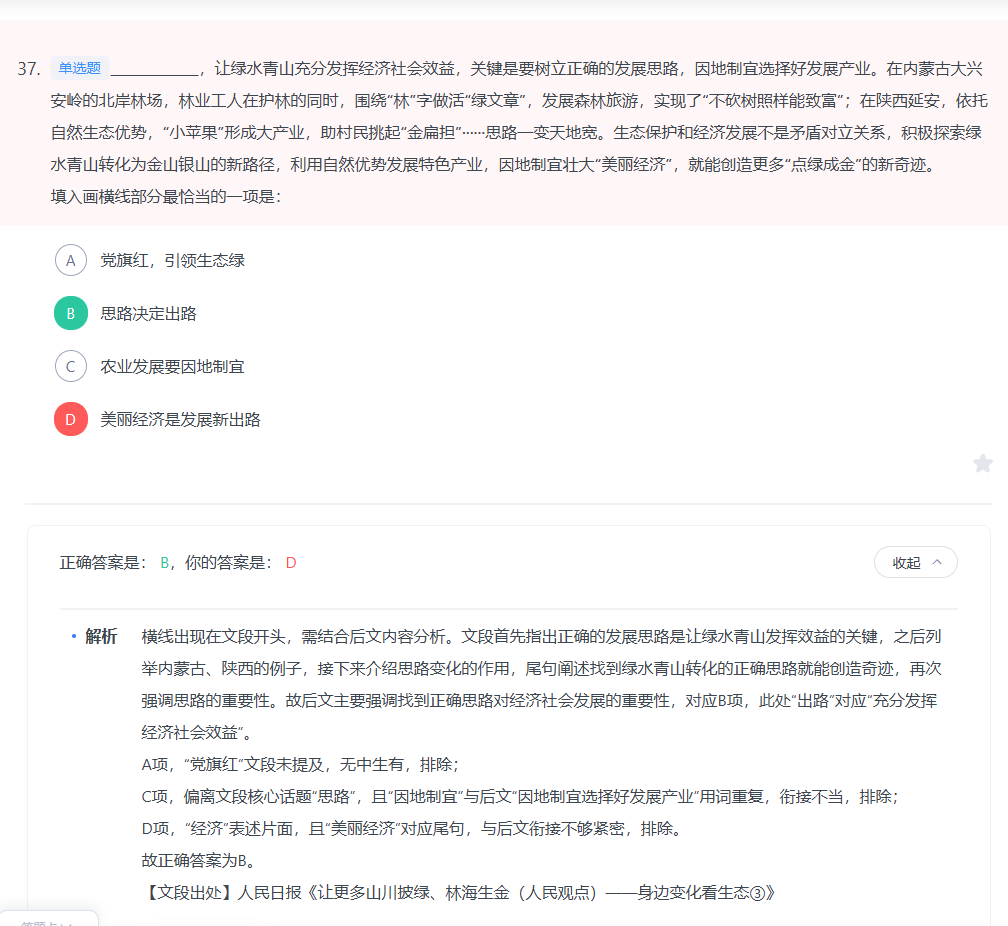 37. 单选题 ____________，让绿水青山充分发挥经济社会效益，关键是要树立正确的发展思路，因地制宜选择好发展产业。在内蒙古大兴
安岭的北岸林场，林业工人在护林的同时，围绕“林”字做活“绿文章”，发展森林旅游，实现了“不砍树照样能致富”；在陕西延安，依托
自然生态优势，“小苹果”形成大产业，助村民挑起“金扁担”……思路一变天地宽。生态保护和经济发展不是矛盾对立关系，积极探索绿
水青山转化为金山银山的新路径，利用自然优势发展特色产业，因地制宜壮大“美丽经济”，就能创造更多“点绿成金”的新奇迹。
填入画横线部分最恰当的一项是：
A 党旗红，引领生态绿
B 思路决定出路
C 农业发展要因地制宜
D 美丽经济是发展新出路
正确答案是： B，你的答案是： D 收起
• 解析 横线出现在文段开头，需结合后文内容分析。文段首先指出正确的发展思路是让绿水青山发挥效益的关键，之后列
举内蒙古、陕西的例子，接下来介绍思路变化的作用，尾句阐述找到绿水青山转化的正确思路就能创造奇迹，再次
强调思路的重要性。故后文主要强调找到正确思路对经济社会发展的重要性，对应B项，此处“出路”对应“充分发挥
经济社会效益”。
A项，“党旗红”文段未提及，无中生有，排除；
C项，偏离文段核心话题“思路”，且“因地制宜”与后文“因地制宜选择好发展产业”用词重复，衔接不当，排除；
D项，“经济”表述片面，且“美丽经济”对应尾句，与后文衔接不够紧密，排除。
故正确答案为B。
【文段出处】人民日报《让更多山川披绿、林海生金（人民观点）——身边变化看生态③》